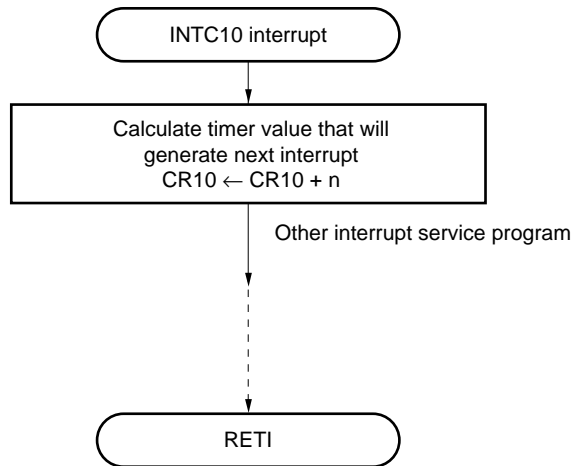 INTC10 interrupt
Calculate timer value that will
generate next interrupt
CR10 ← CR10 + n
Other interrupt service program
RETI